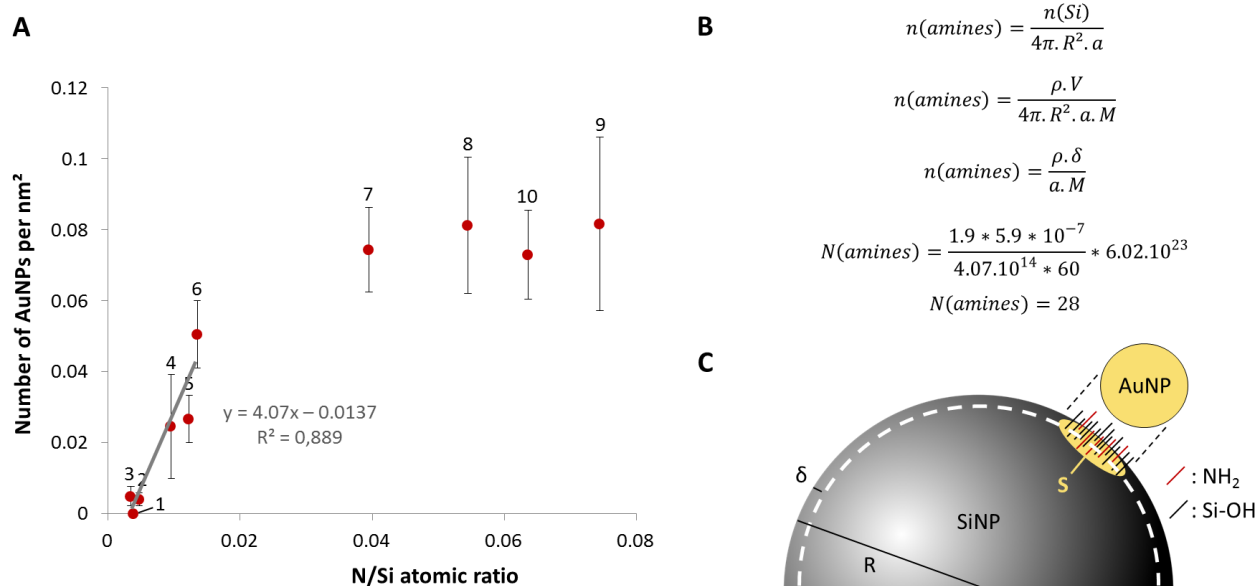 A
Number of AuNPs per nm²
0.12
0.1
0.08
0.06
0.04
0.02
0
0
0.02
0.04
0.06
0.08
N/Si atomic ratio
1
2
3
4
5
6
7
8
9
10
y = 4.07x – 0.0137
R² = 0,889
B
n(amines) = n(Si) / 4π. R². a
n(amines) = ρ. V / 4π. R². a. M
n(amines) = ρ. δ / a. M
N(amines) = 1.9 * 5.9 * 10⁻⁷ / 4.07.10¹⁴ * 60 * 6.02.10²³
N(amines) = 28
C
AuNP
S
δ
SiNP
R
: NH₂
: Si-OH